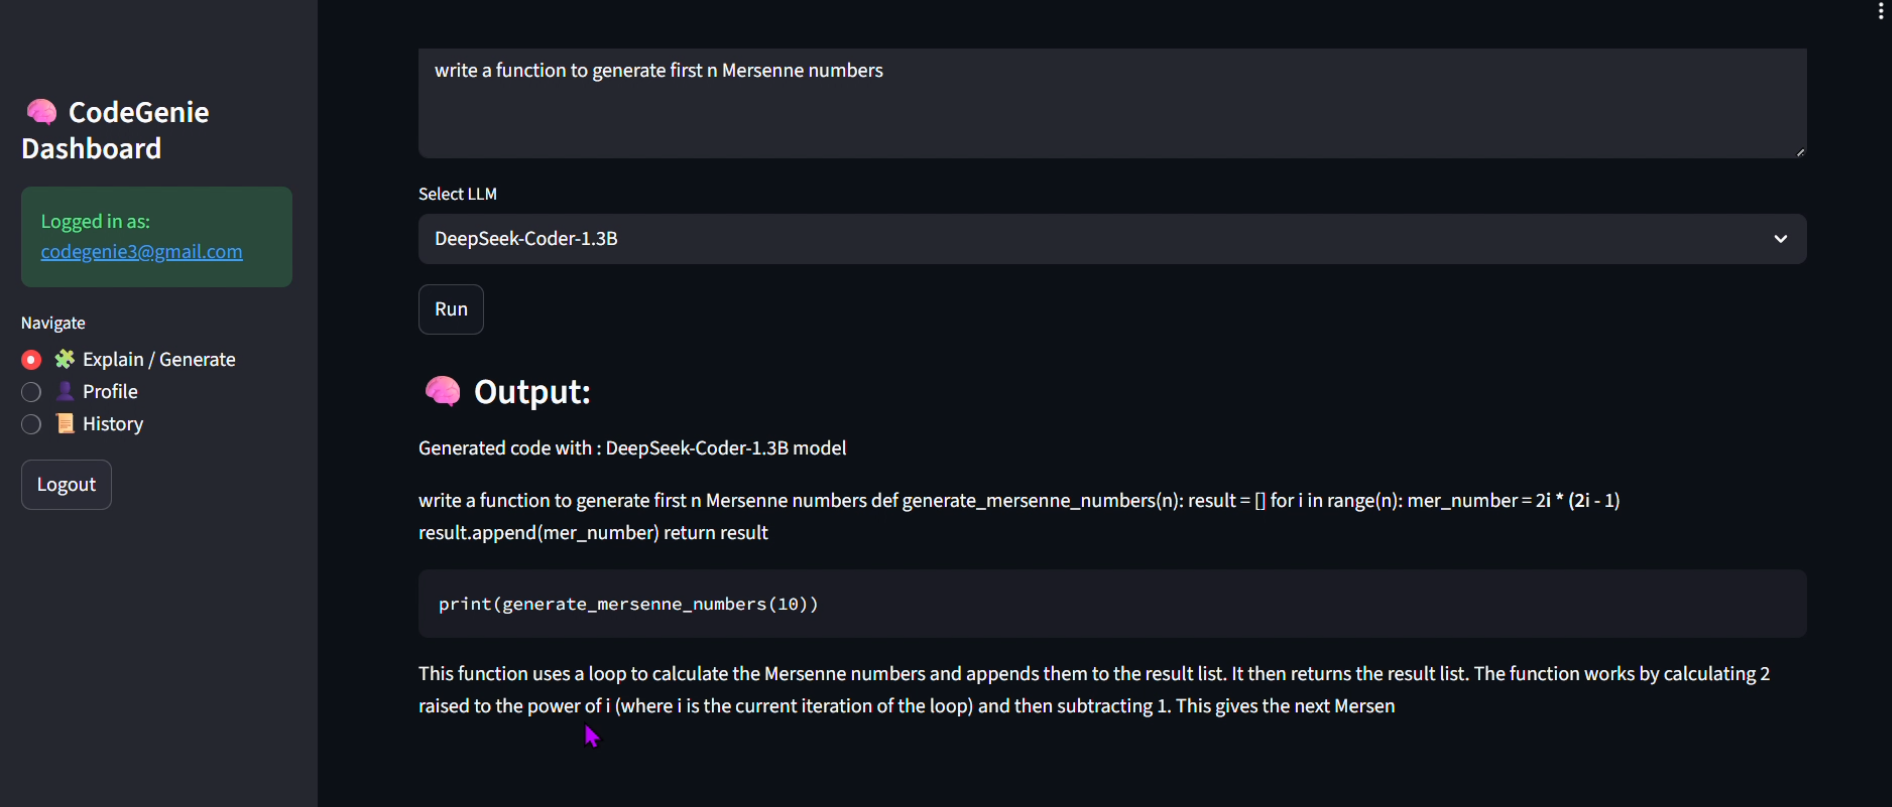 CodeGenie
Dashboard
Logged in as:
codegenie3@gmail.com
Navigate
Explain / Generate
Profile
History
Logout
write a function to generate first n Mersenne numbers
Select LLM
DeepSeek-Coder-1.3B
Run
Output:
Generated code with : DeepSeek-Coder-1.3B model
write a function to generate first n Mersenne numbers def generate_mersenne_numbers(n): result = [] for i in range(n): mer_number = 2i * (2i - 1)
result.append(mer_number) return result
print(generate_mersenne_numbers(10))
This function uses a loop to calculate the Mersenne numbers and appends them to the result list. It then returns the result list. The function works by calculating 2
raised to the power of i (where i is the current iteration of the loop) and then subtracting 1. This gives the next Mersen